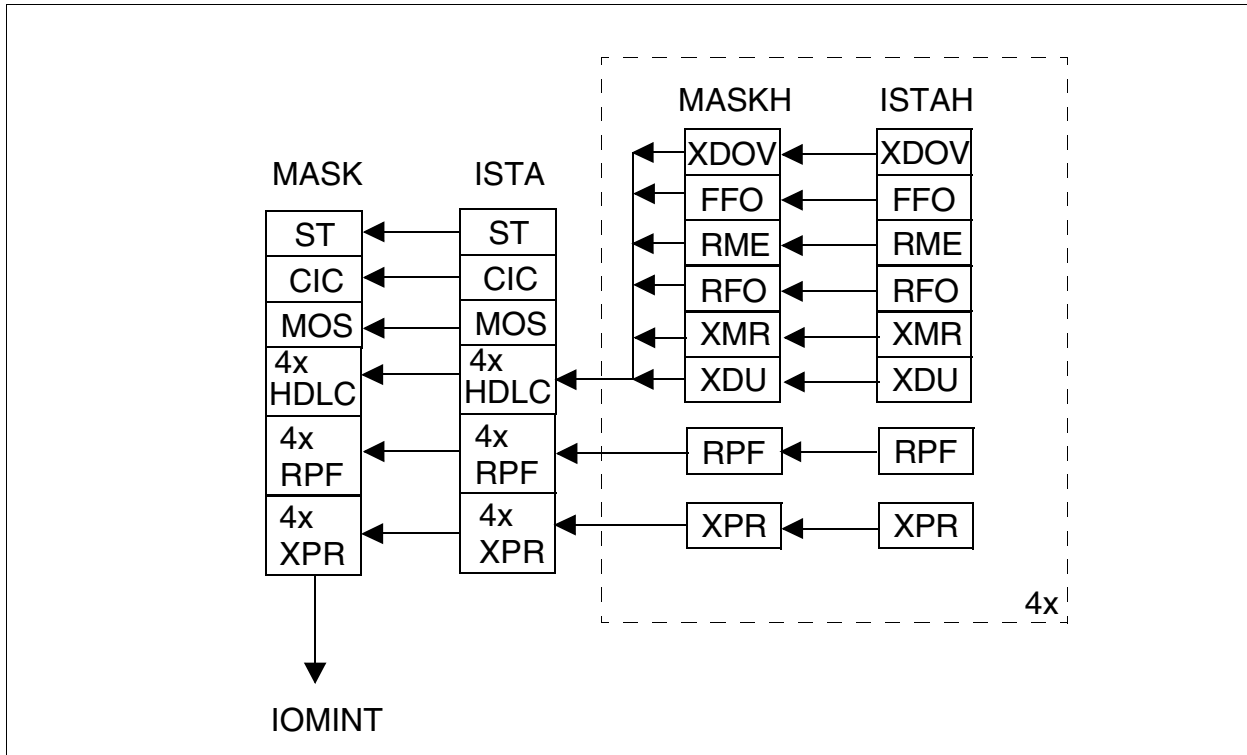 MASKH
XDOV
FFO
RME
RFO
XMR
XDU
RPF
XPR
ISTAH
XDOV
FFO
RME
RFO
XMR
XDU
RPF
XPR
4x
MASK
ST
CIC
MOS
4x
HDLC
4x
RPF
4x
XPR
ISTA
ST
CIC
MOS
4x
HDLC
4x
RPF
4x
XPR
IOMINT